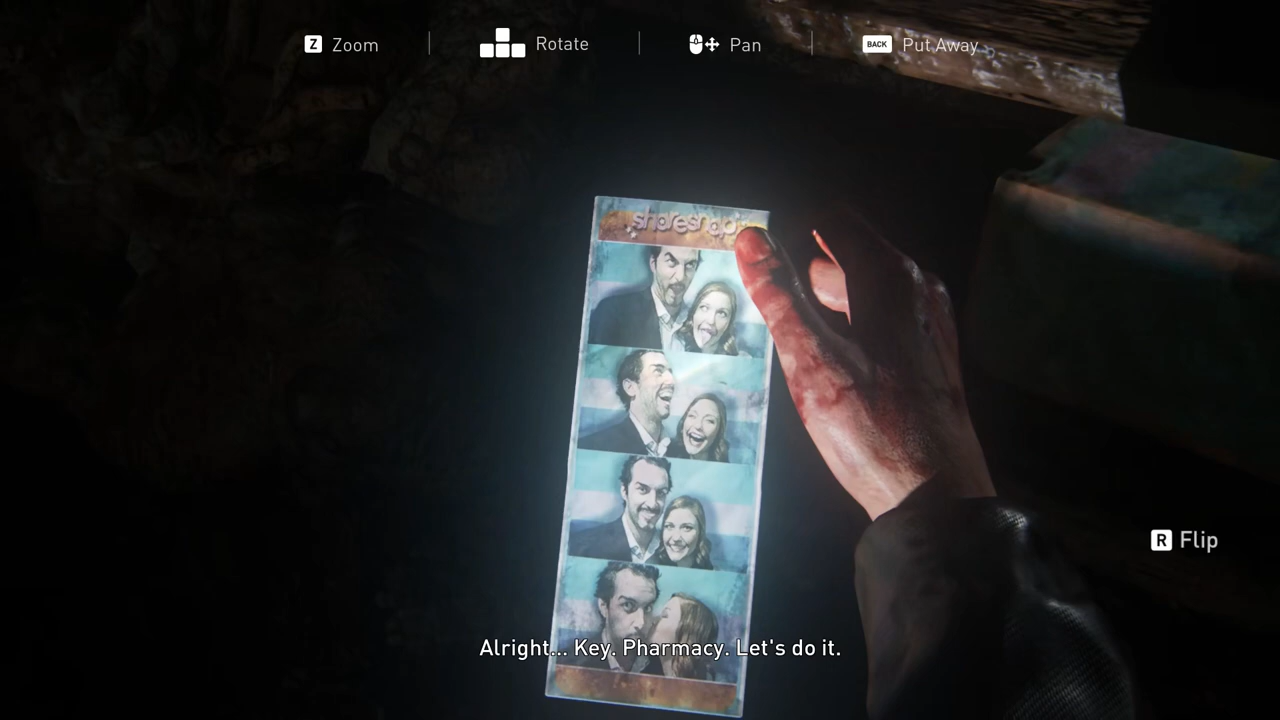 Z Zoom
Rotate
Pan
BACK Put Away
R Flip
Alright... Key. Pharmacy. Let's do it.